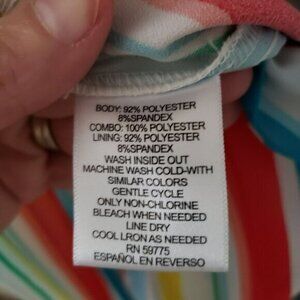 BODY: 92% POLYESTER
8%SPANDEX
COMBO: 100% POLYESTER
LINING: 92% POLYESTER
8%SPANDEX
WASH INSIDE OUT
MACHINE WASH COLD-WITH
SIMILAR COLORS
GENTLE CYCLE
ONLY NON-CHLORINE
BLEACH WHEN NEEDED
LINE DRY
COOL LRON AS NEEDED
RN 59775
ESPAÑOL EN REVERSO